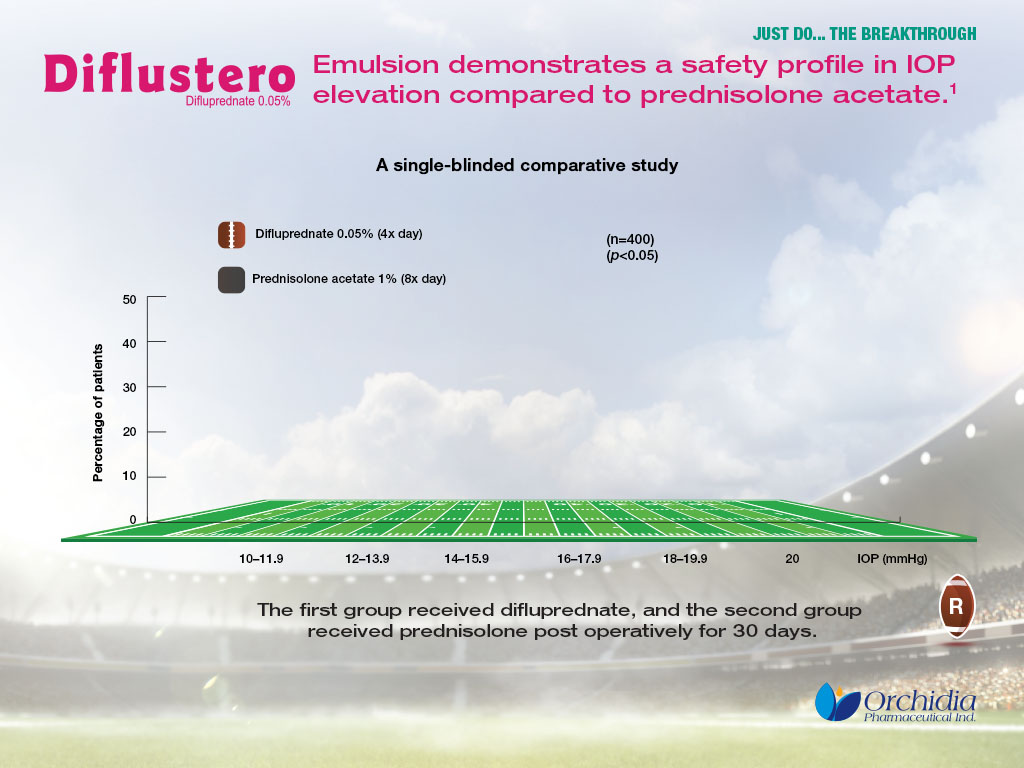 JUST DO... THE BREAKTHROUGH
Diflustero
Difluprednate 0.05%
Emulsion demonstrates a safety profile in IOP
elevation compared to prednisolone acetate.1
A single-blinded comparative study
Difluprednate 0.05% (4x day)
(n=400)
(p<0.05)
Prednisolone acetate 1% (8x day)
Percentage of patients
50
40
30
20
10
0
10–11.9 12–13.9 14–15.9 16–17.9 18–19.9 20 IOP (mmHg)
The first group received difluprednate, and the second group
received prednisolone post operatively for 30 days.
R
Orchidia
Pharmaceutical Ind.